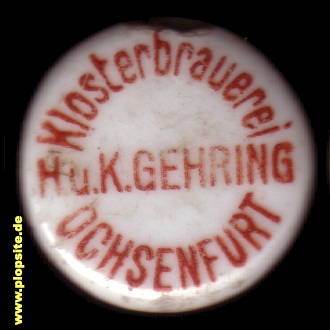 Klosterbrauerei
H.u.K.GEHRING
OCHSENFURT
© www.plopsite.de